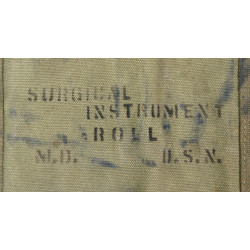 SURGICAL
INSTRUMENT
ROLL
M.D. U.S.N.